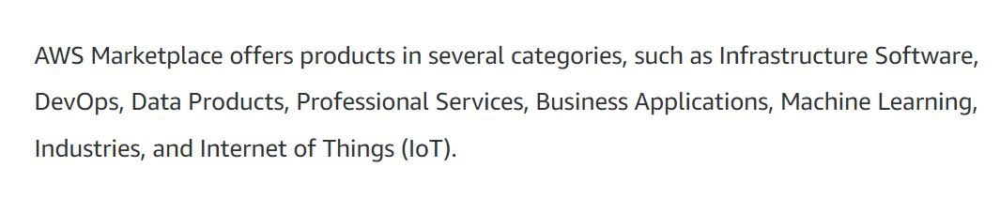 AWS Marketplace offers products in several categories, such as Infrastructure Software,
DevOps, Data Products, Professional Services, Business Applications, Machine Learning,
Industries, and Internet of Things (IoT).